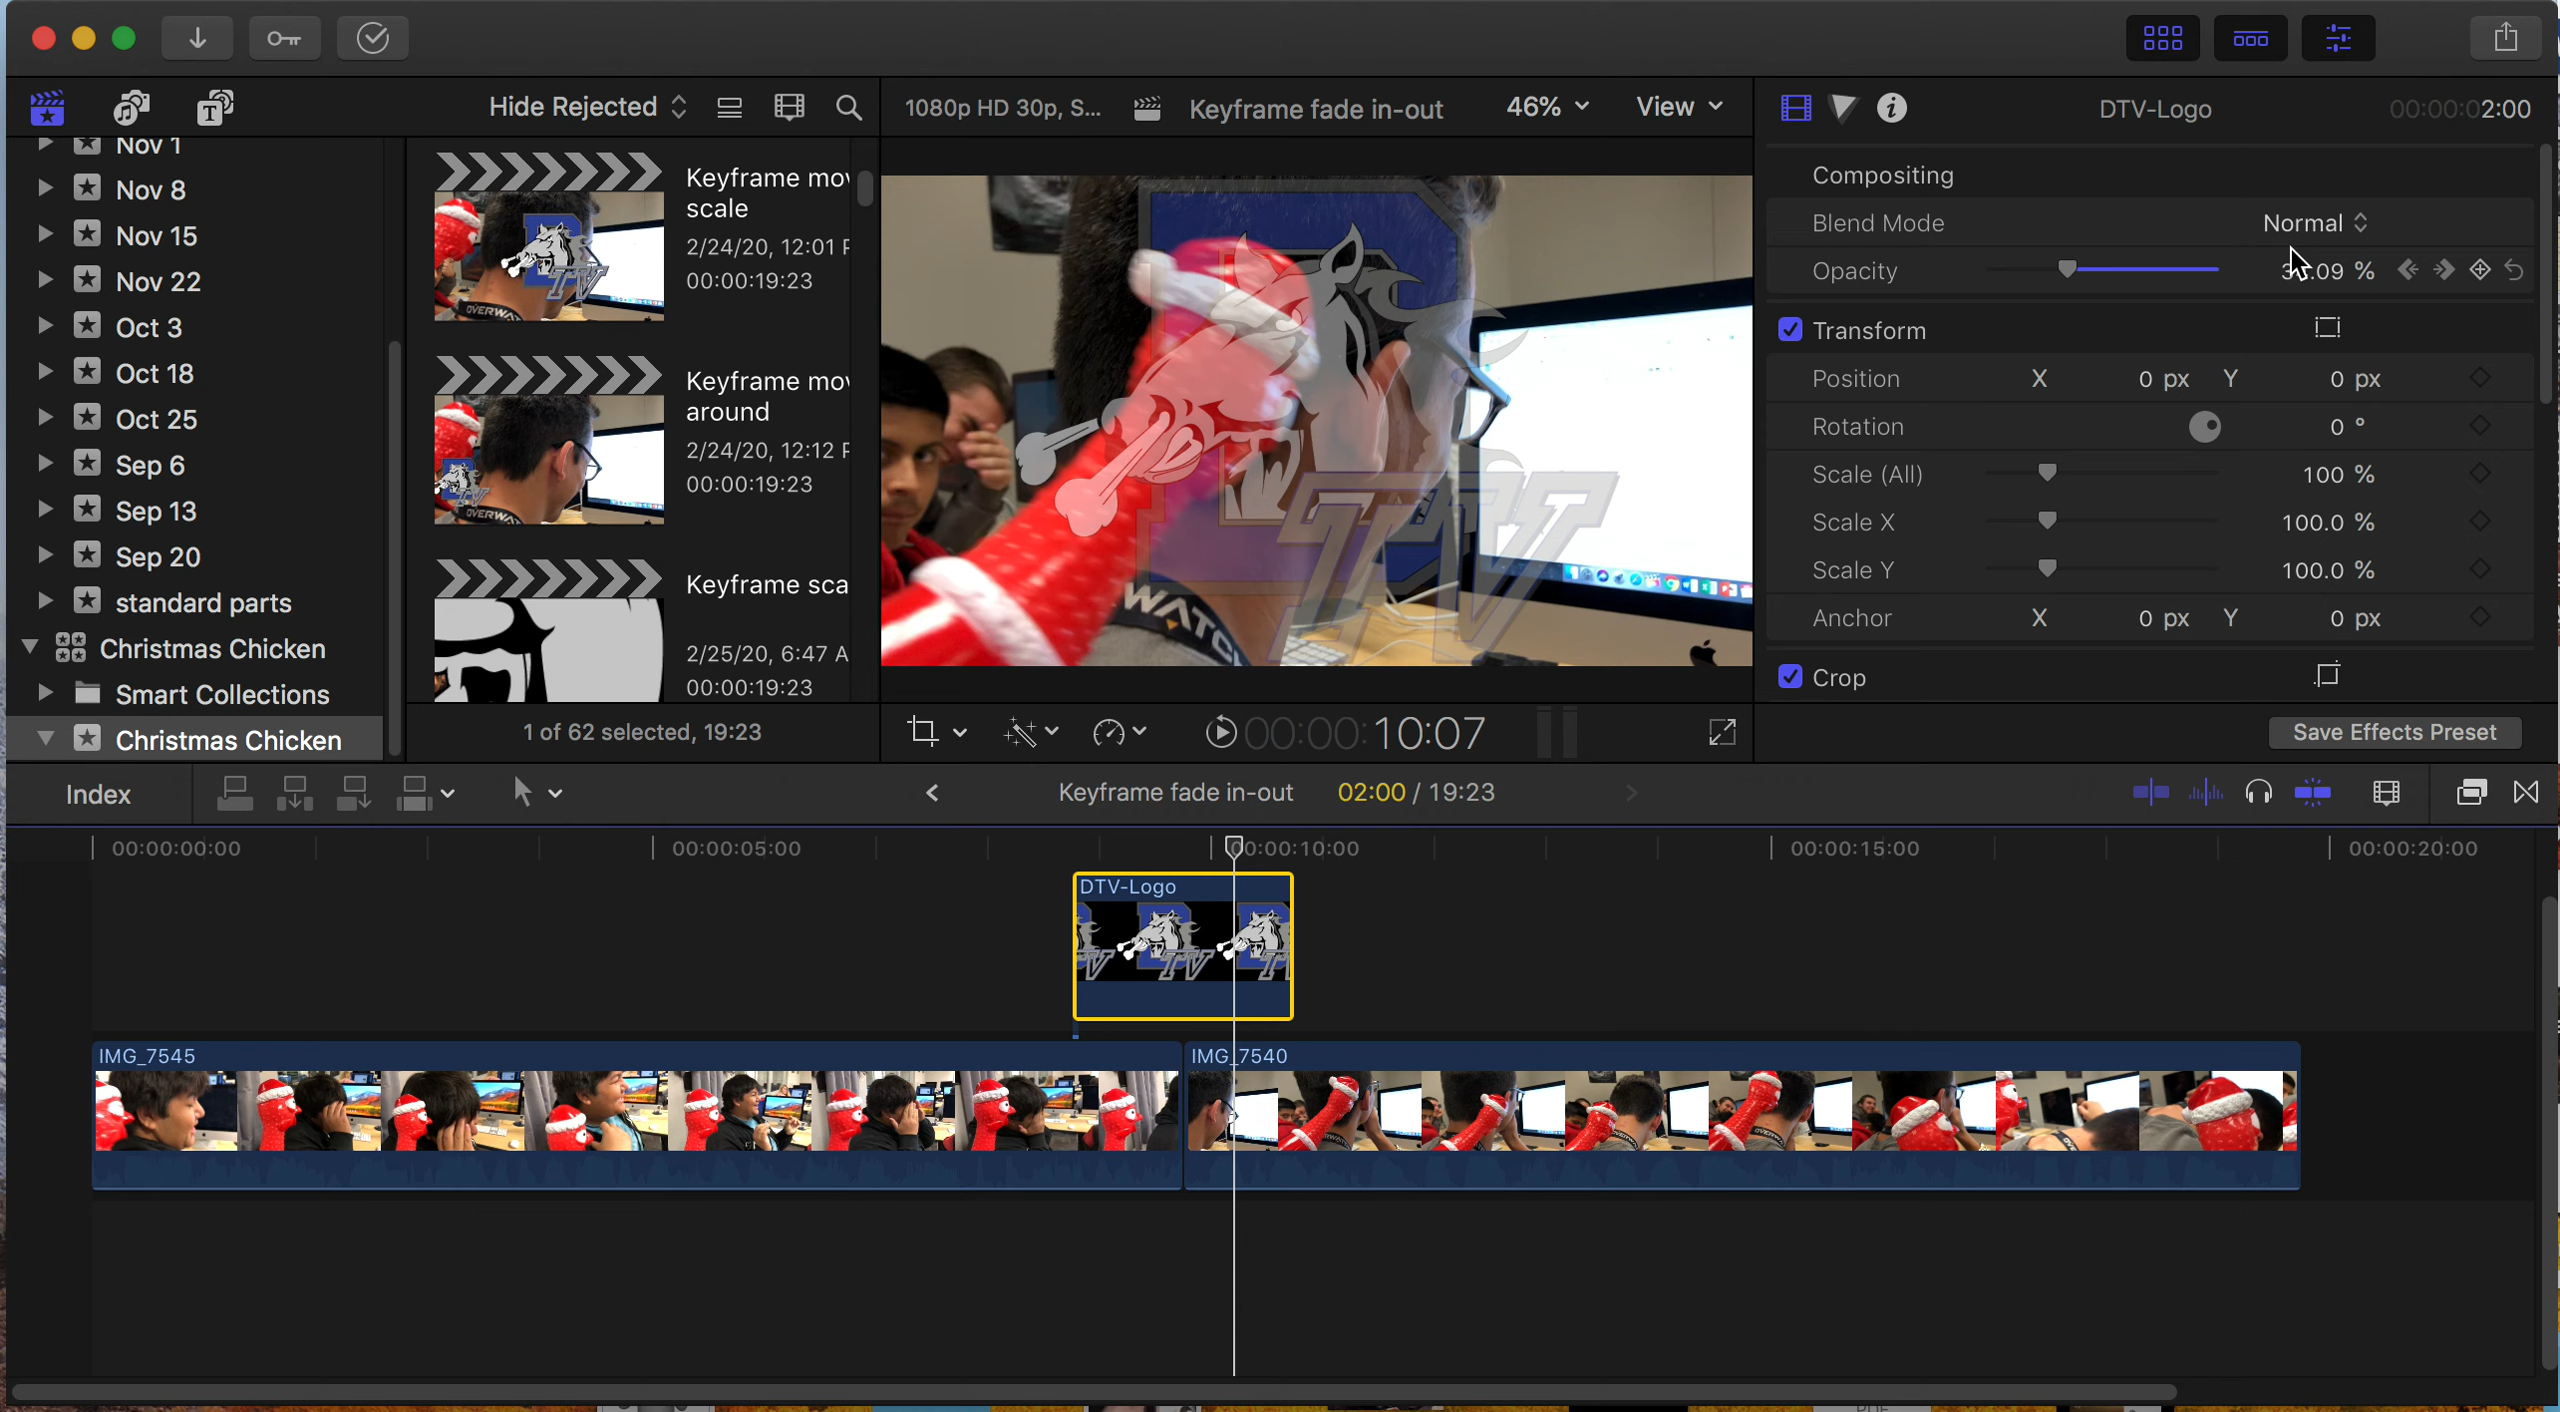 Hide Rejected
1080p HD 30p, S...
Keyframe fade in-out
46%
View
DTV-Logo
00:00:02:00
Nov 1
Nov 8
Nov 15
Nov 22
Oct 3
Oct 18
Oct 25
Sep 6
Sep 13
Sep 20
standard parts
Christmas Chicken
Smart Collections
Christmas Chicken
Keyframe mov
scale
2/24/20, 12:01 P
00:00:19:23
Keyframe mov
around
2/24/20, 12:12 P
00:00:19:23
Keyframe sca
2/25/20, 6:47 A
00:00:19:23
1 of 62 selected, 19:23
TV
00:00:10:07
Compositing
Blend Mode Normal
Opacity .09 %
Transform
Position X 0 px Y 0 px
Rotation 0 °
Scale (All) 100 %
Scale X 100.0 %
Scale Y 100.0 %
Anchor X 0 px Y 0 px
Crop
Save Effects Preset
Index
Keyframe fade in-out 02:00 / 19:23
00:00:00:00 00:00:05:00 00:00:10:00 00:00:15:00 00:00:20:00
DTV-Logo
IMG_7545
IMG_7540